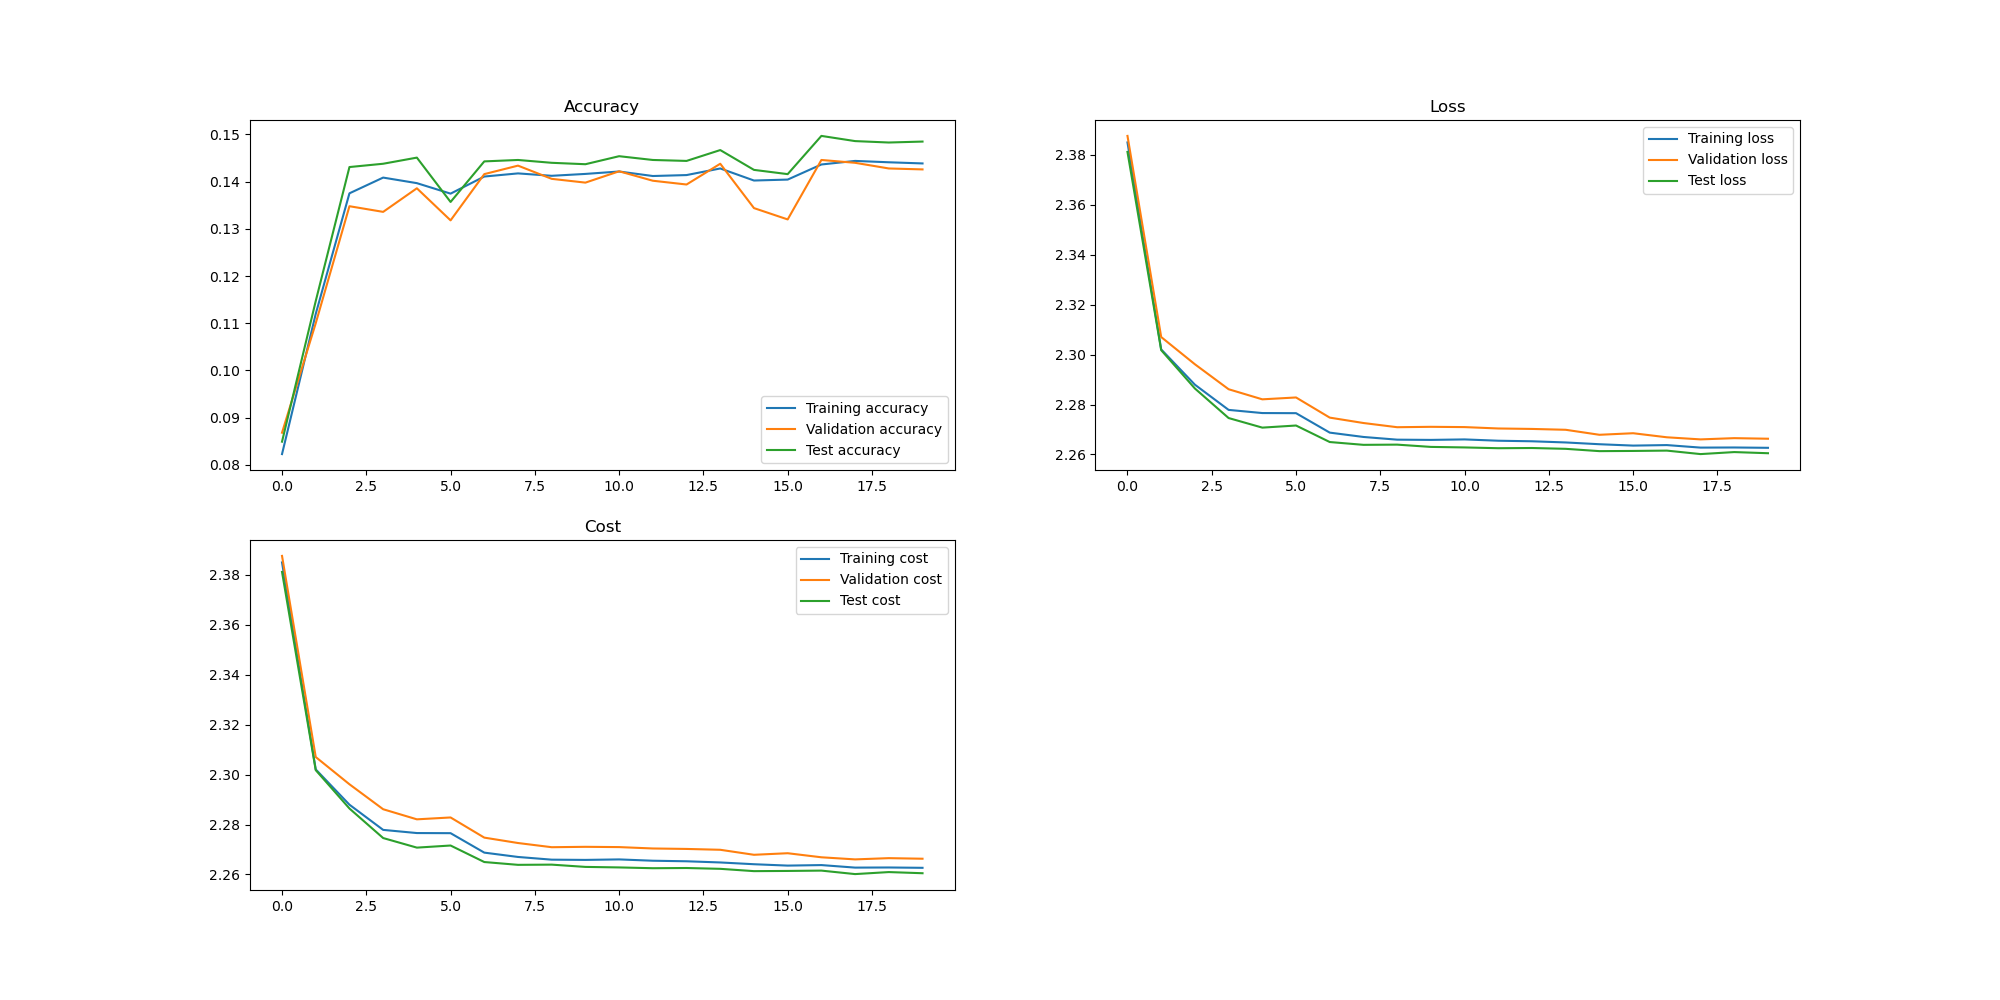 Accuracy
0.15
0.14
0.13
0.12
0.11
0.10
0.09
0.08
Training accuracy
Validation accuracy
Test accuracy
0.0 2.5 5.0 7.5 10.0 12.5 15.0 17.5
Loss
2.38
2.36
2.34
2.32
2.30
2.28
2.26
Training loss
Validation loss
Test loss
0.0 2.5 5.0 7.5 10.0 12.5 15.0 17.5
Cost
2.38
2.36
2.34
2.32
2.30
2.28
2.26
Training cost
Validation cost
Test cost
0.0 2.5 5.0 7.5 10.0 12.5 15.0 17.5